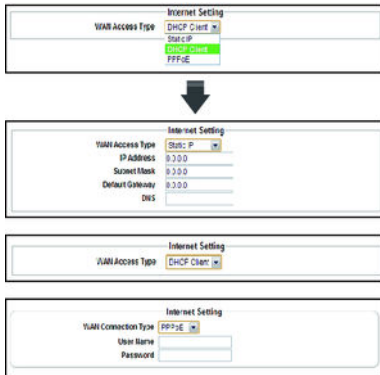 Internet Setting
WAN Access Type DHCP Client
Static IP
DHCP Client
PPPoE
Internet Setting
WAN Access Type Static IP
IP Address 0.0.0.0
Subnet Mask 0.0.0.0
Default Gateway 0.0.0.0
DNS
Internet Setting
WAN Access Type DHCP Client
Internet Setting
WAN Connection Type PPPoE
User Name
Password